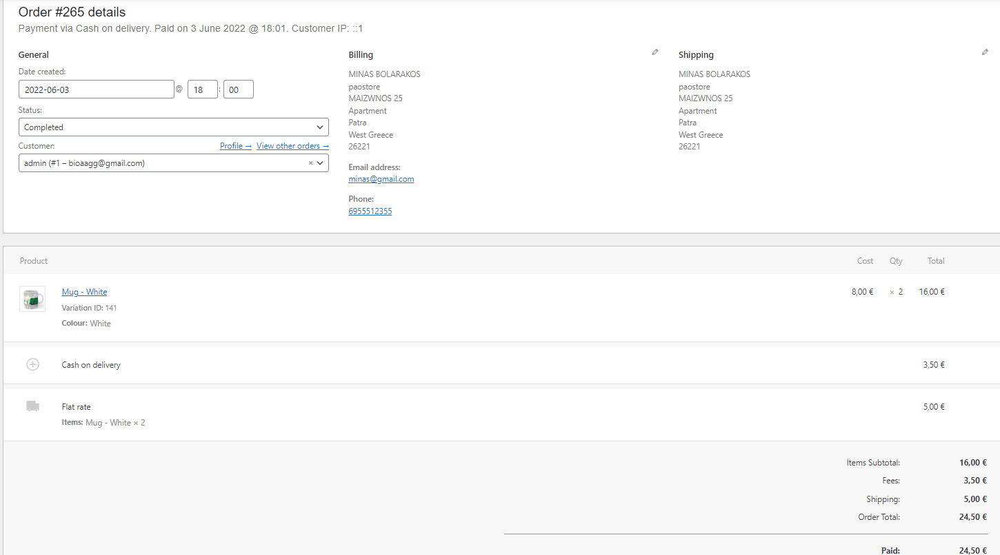 Order #265 details
Payment via Cash on delivery. Paid on 3 June 2022 @ 18:01. Customer IP: ::1
General
Date created:
2022-06-03 @ 18 : 00
Status:
Completed
Customer: Profile → View other orders →
admin (#1 – bioaagg@gmail.com) ×
Billing
MINAS BOLARAKOS
paostore
MAIZWNOS 25
Apartment
Patra
West Greece
26221
Email address:
minas@gmail.com
Phone:
6955512355
Shipping
MINAS BOLARAKOS
paostore
MAIZWNOS 25
Apartment
Patra
West Greece
26221
Product Cost Qty Total
Mug - White 8,00 € × 2 16,00 €
Variation ID: 141
Colour: White
Cash on delivery 3,50 €
Flat rate 5,00 €
Items: Mug - White × 2
Items Subtotal: 16,00 €
Fees: 3,50 €
Shipping: 5,00 €
Order Total: 24,50 €
Paid: 24,50 €